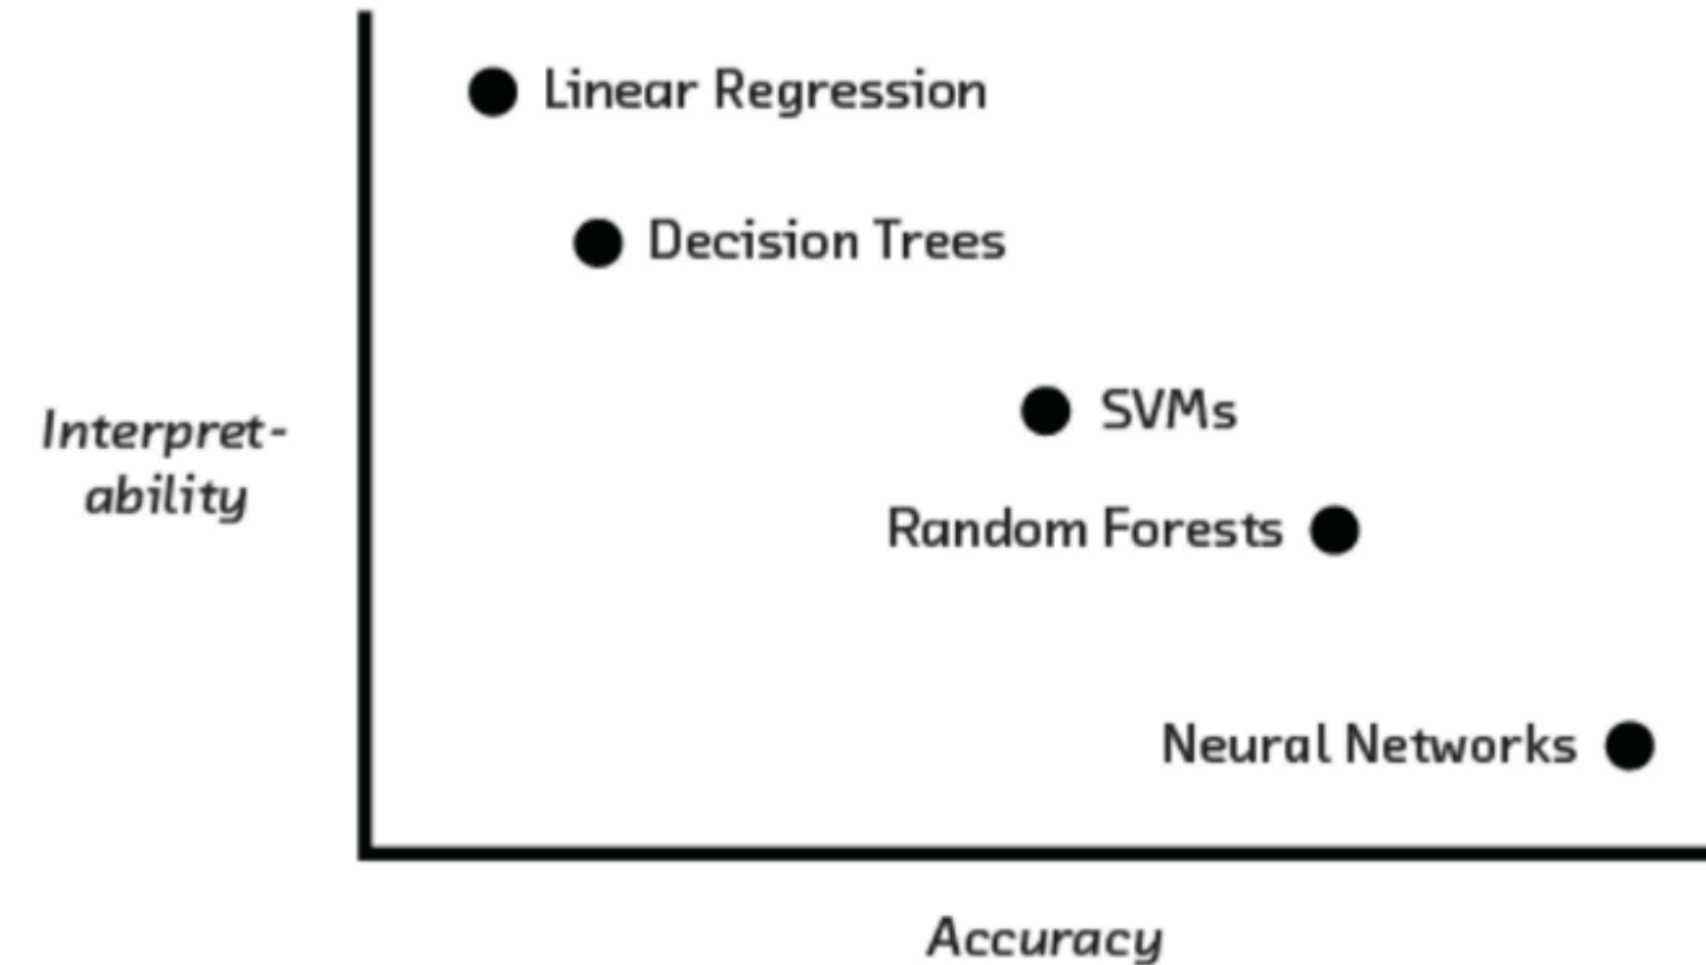 Linear Regression
Decision Trees
SVMs
Interpret-
ability
Random Forests
Neural Networks
Accuracy